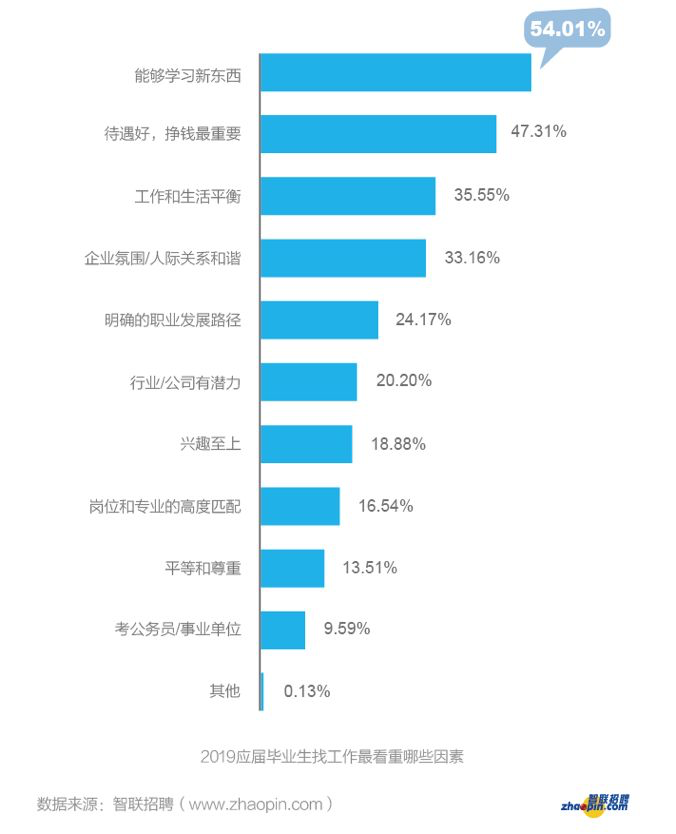 54.01%
能够学习新东西
待遇好，挣钱最重要 47.31%
工作和生活平衡 35.55%
企业氛围/人际关系和谐 33.16%
明确的职业发展路径 24.17%
行业/公司有潜力 20.20%
兴趣至上 18.88%
岗位和专业的高度匹配 16.54%
平等和尊重 13.51%
考公务员/事业单位 9.59%
其他 0.13%
2019应届毕业生找工作最看重哪些因素
数据来源：智联招聘（www.zhaopin.com）
智联招聘
zhaopin.com